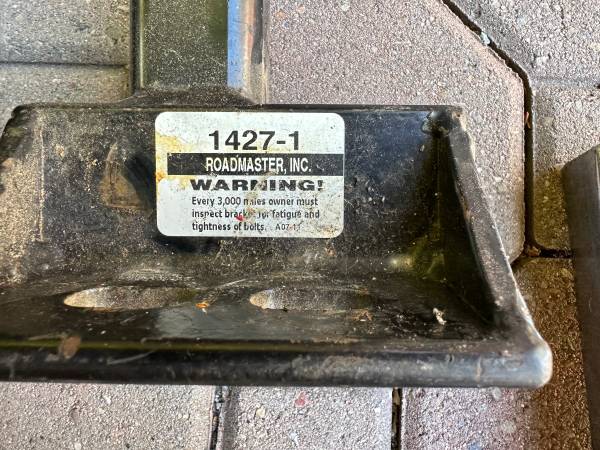 1427-1
ROADMASTER, INC.
WARNING!
Every 3,000 miles owner must
inspect bracket for fatigue and
tightness of bolts. A07-11